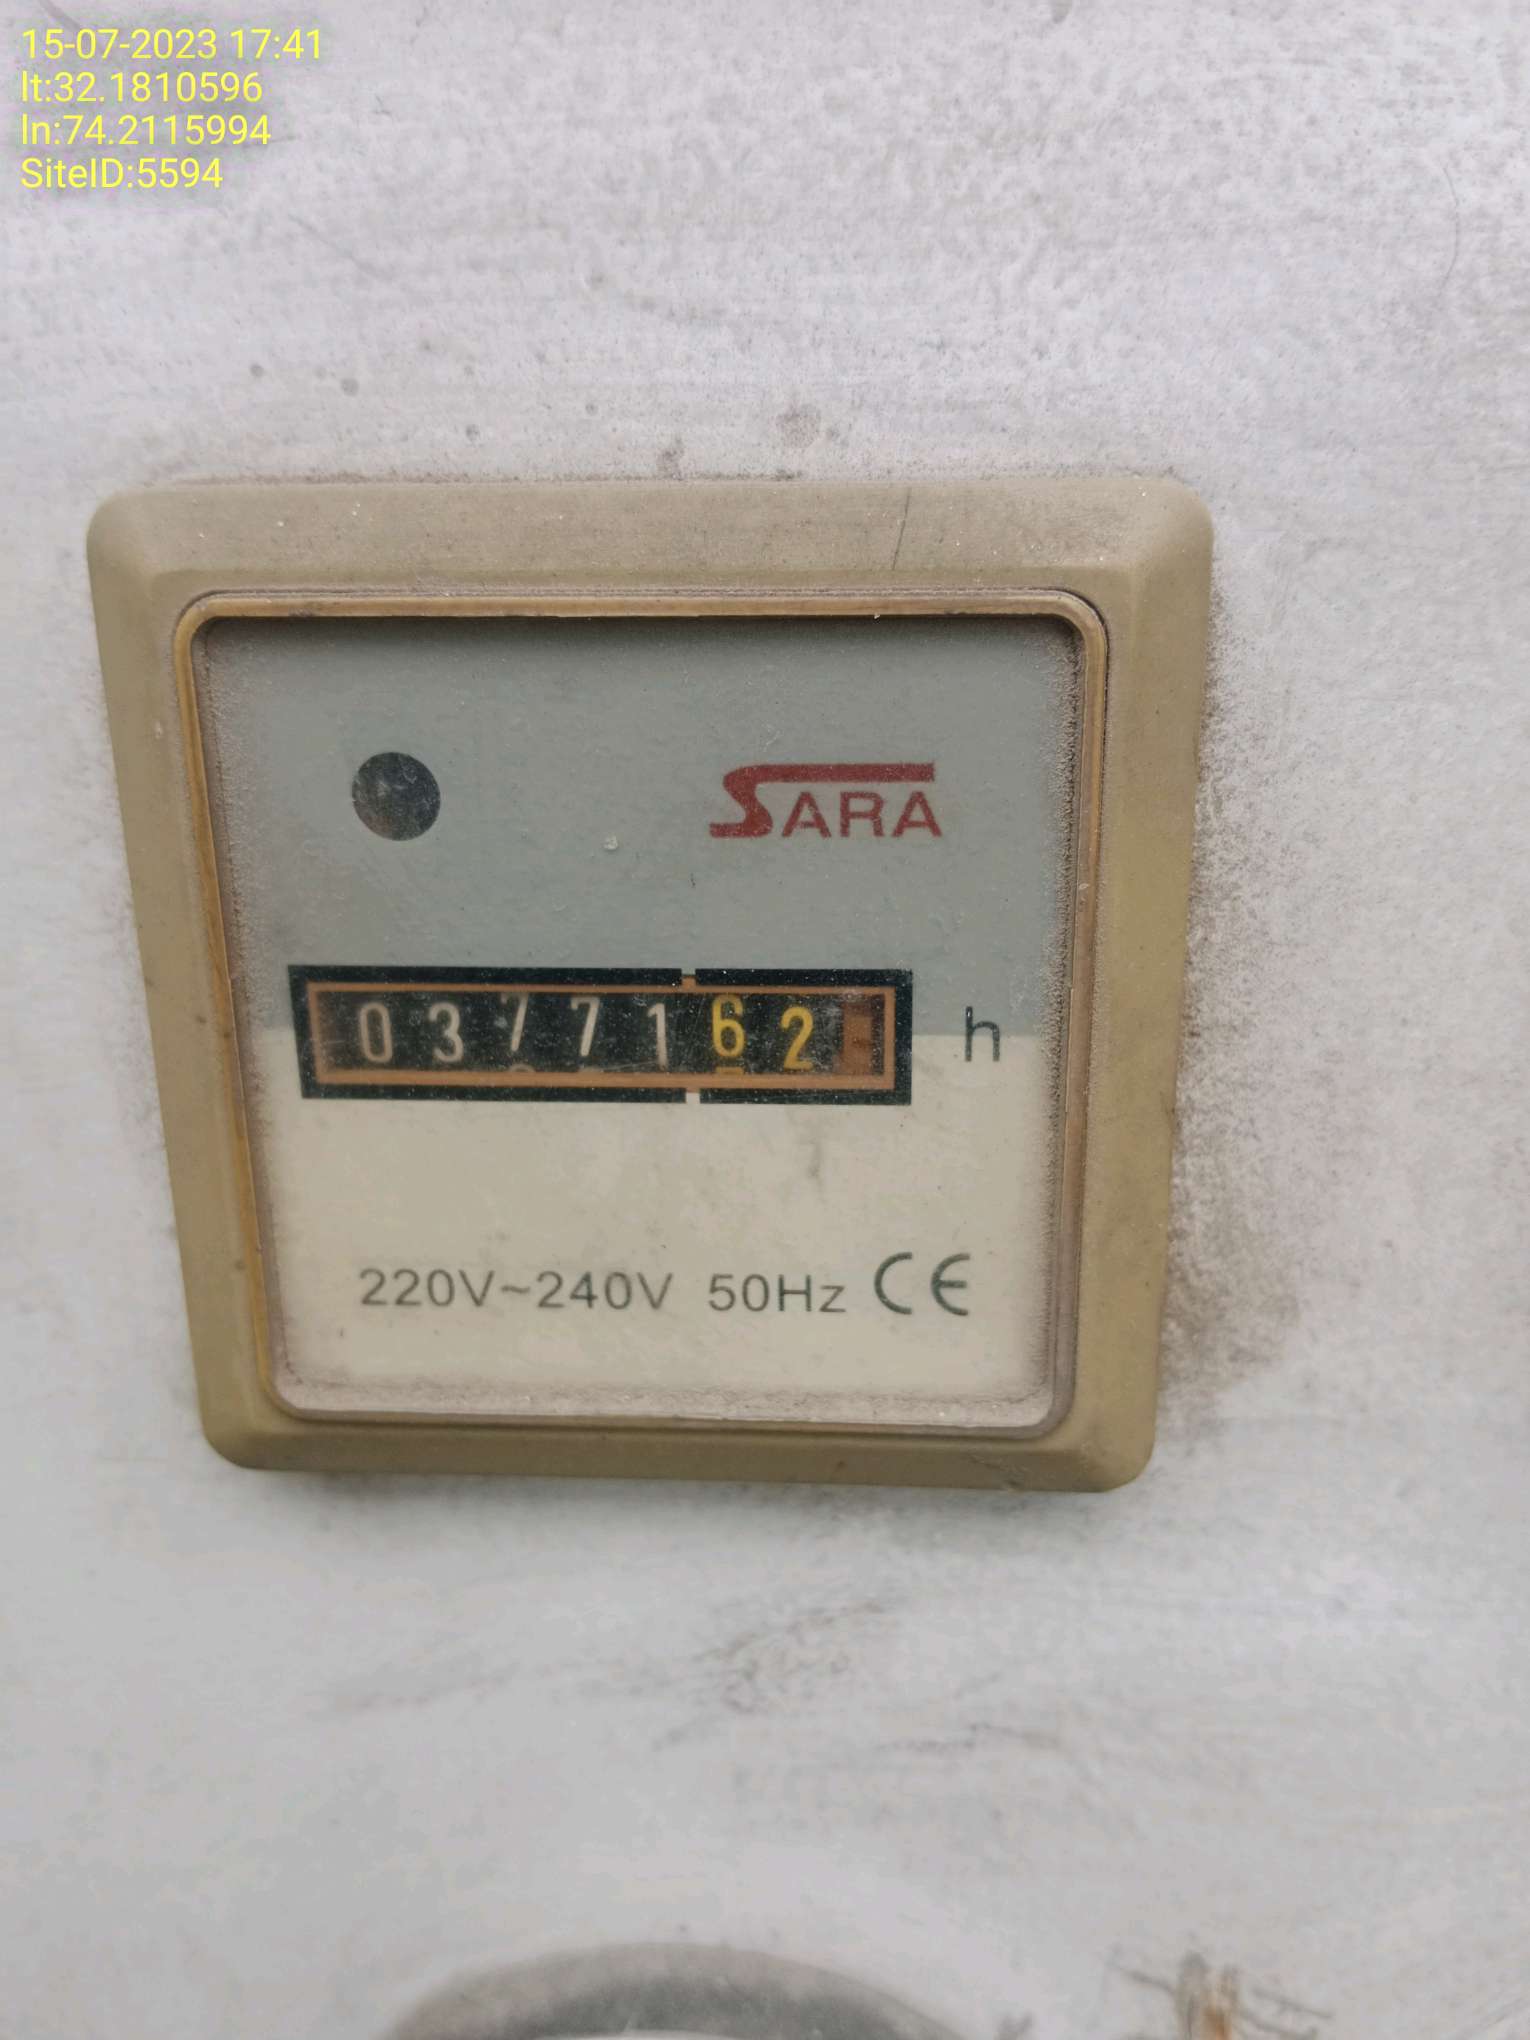 15-07-2023 17:41
lt:32.1810596
ln:74.2115994
SiteID:5594
SARA
0377162 h
220V~240V 50Hz CE